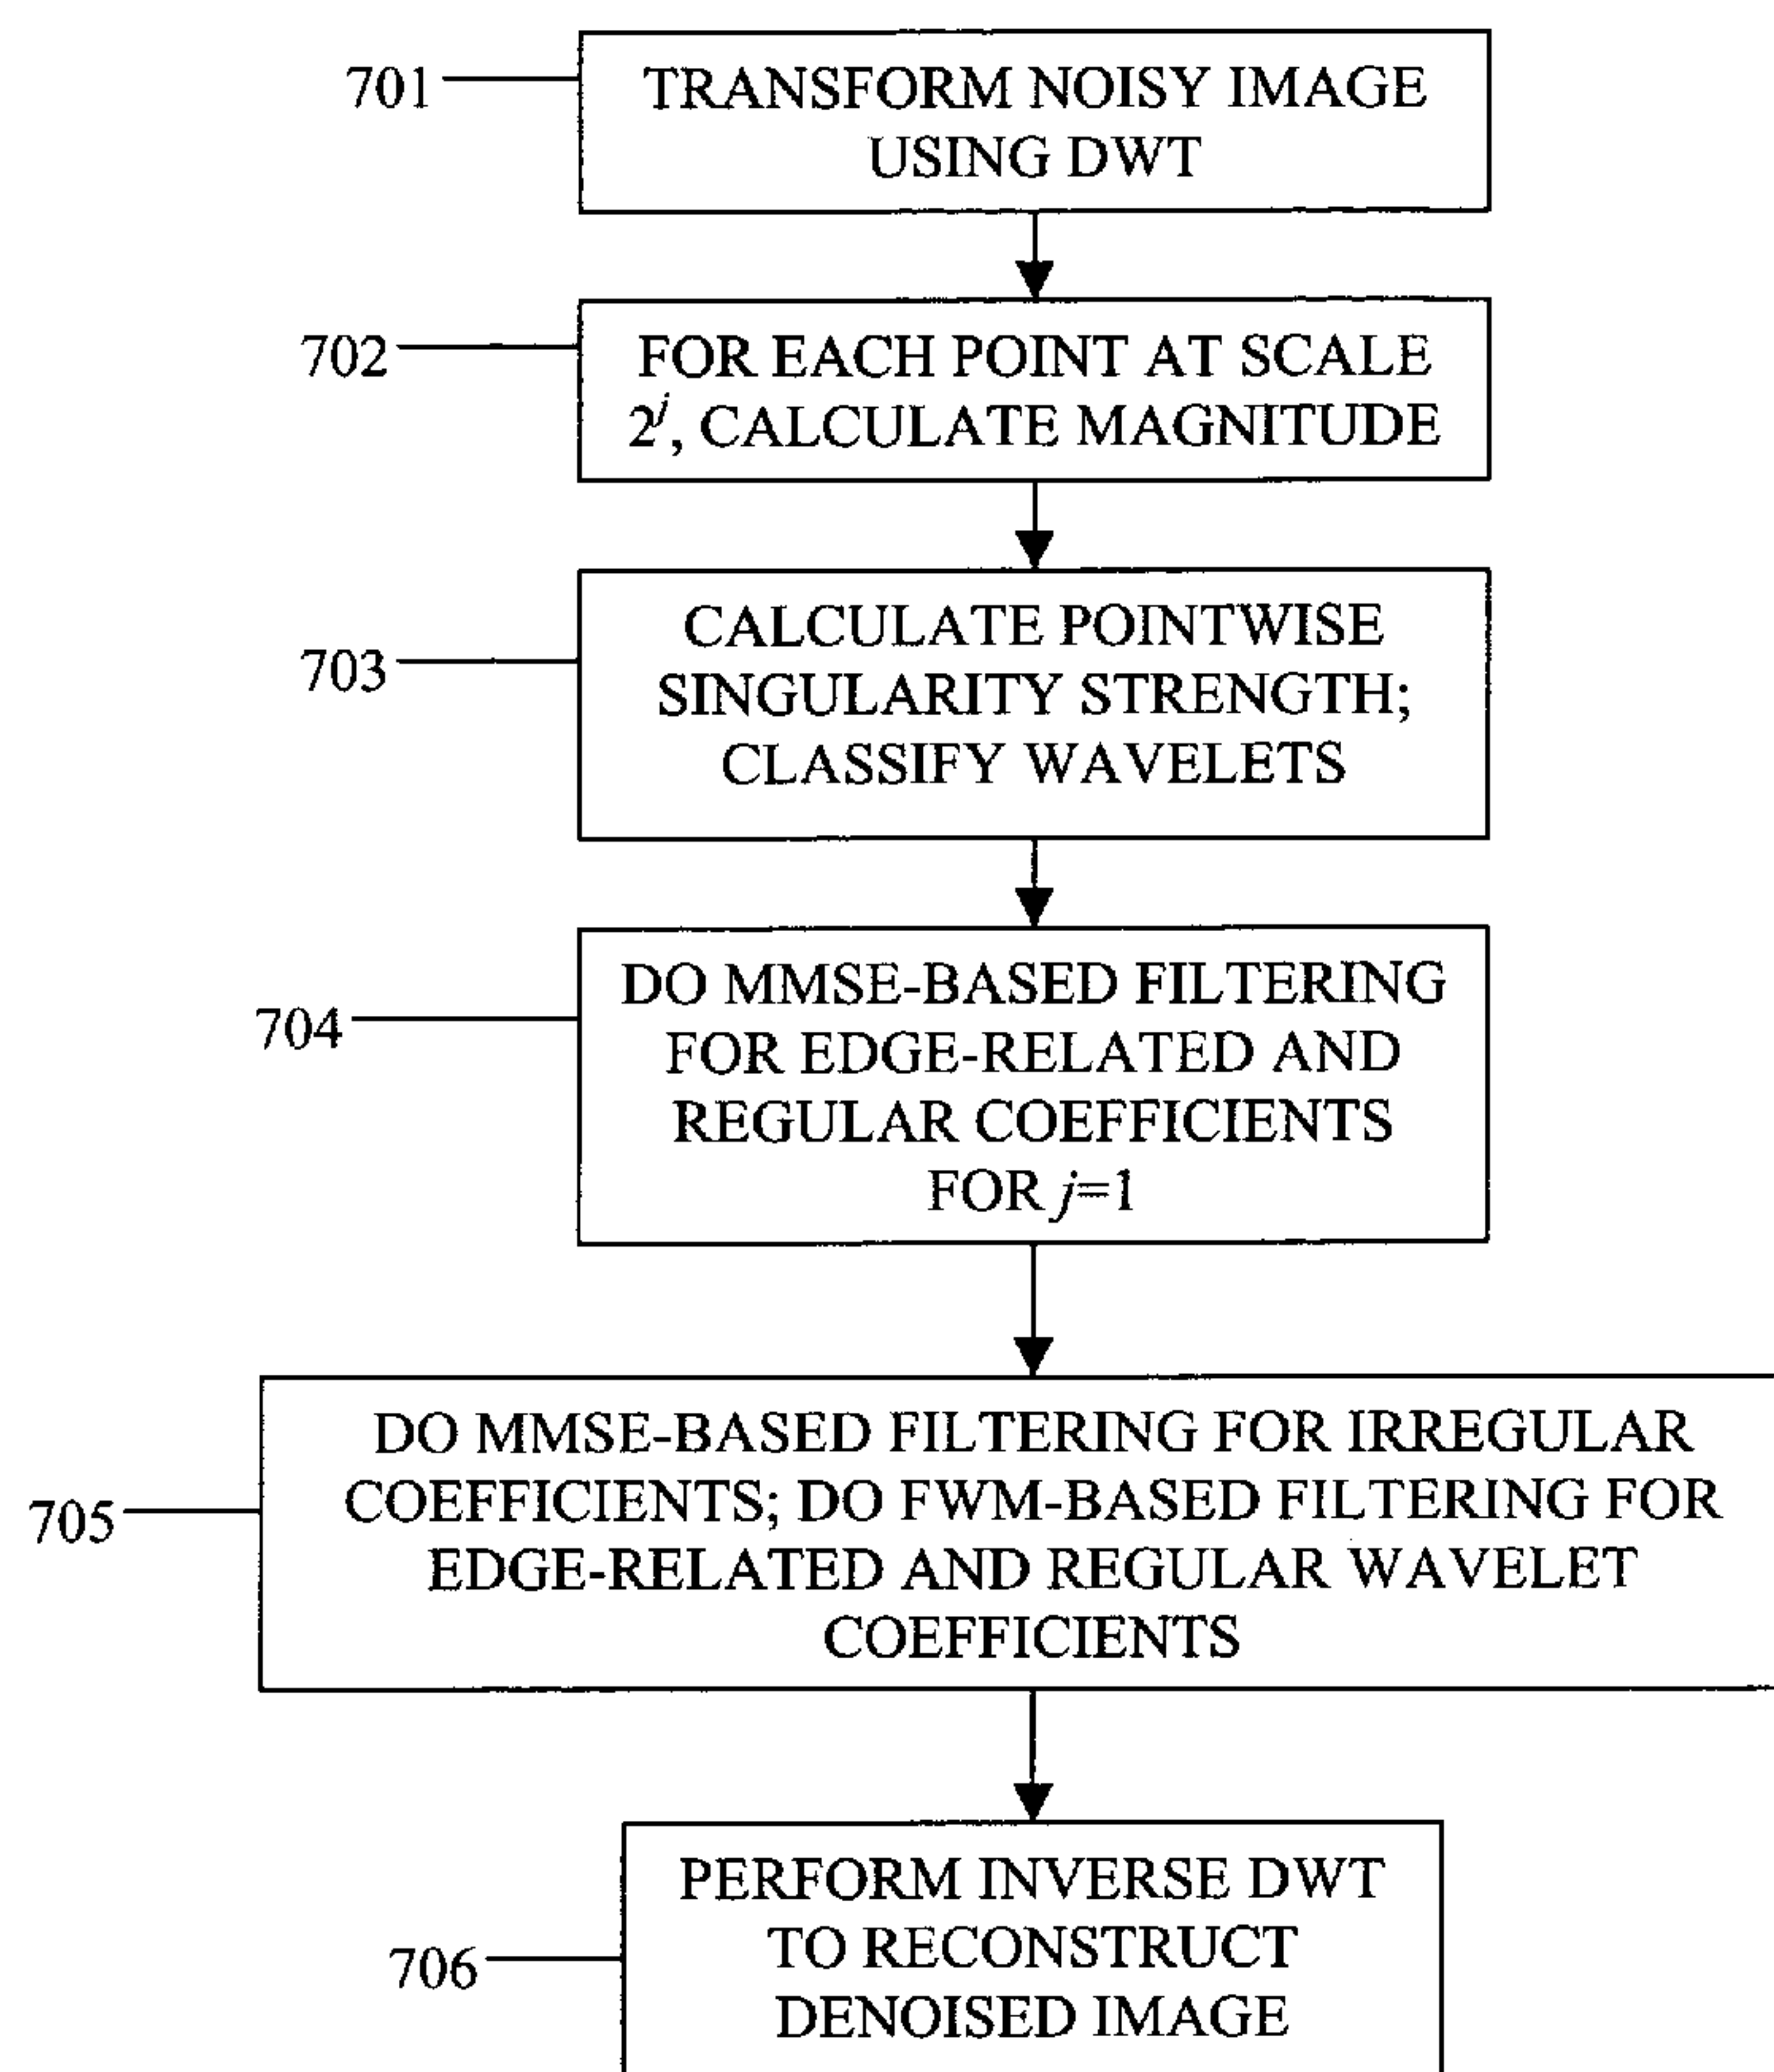 701
TRANSFORM NOISY IMAGE
USING DWT
702
FOR EACH POINT AT SCALE
2^j, CALCULATE MAGNITUDE
703
CALCULATE POINTWISE
SINGULARITY STRENGTH;
CLASSIFY WAVELETS
704
DO MMSE-BASED FILTERING
FOR EDGE-RELATED AND
REGULAR COEFFICIENTS
FOR j=1
705
DO MMSE-BASED FILTERING FOR IRREGULAR
COEFFICIENTS; DO FWM-BASED FILTERING FOR
EDGE-RELATED AND REGULAR WAVELET
COEFFICIENTS
706
PERFORM INVERSE DWT
TO RECONSTRUCT
DENOISED IMAGE